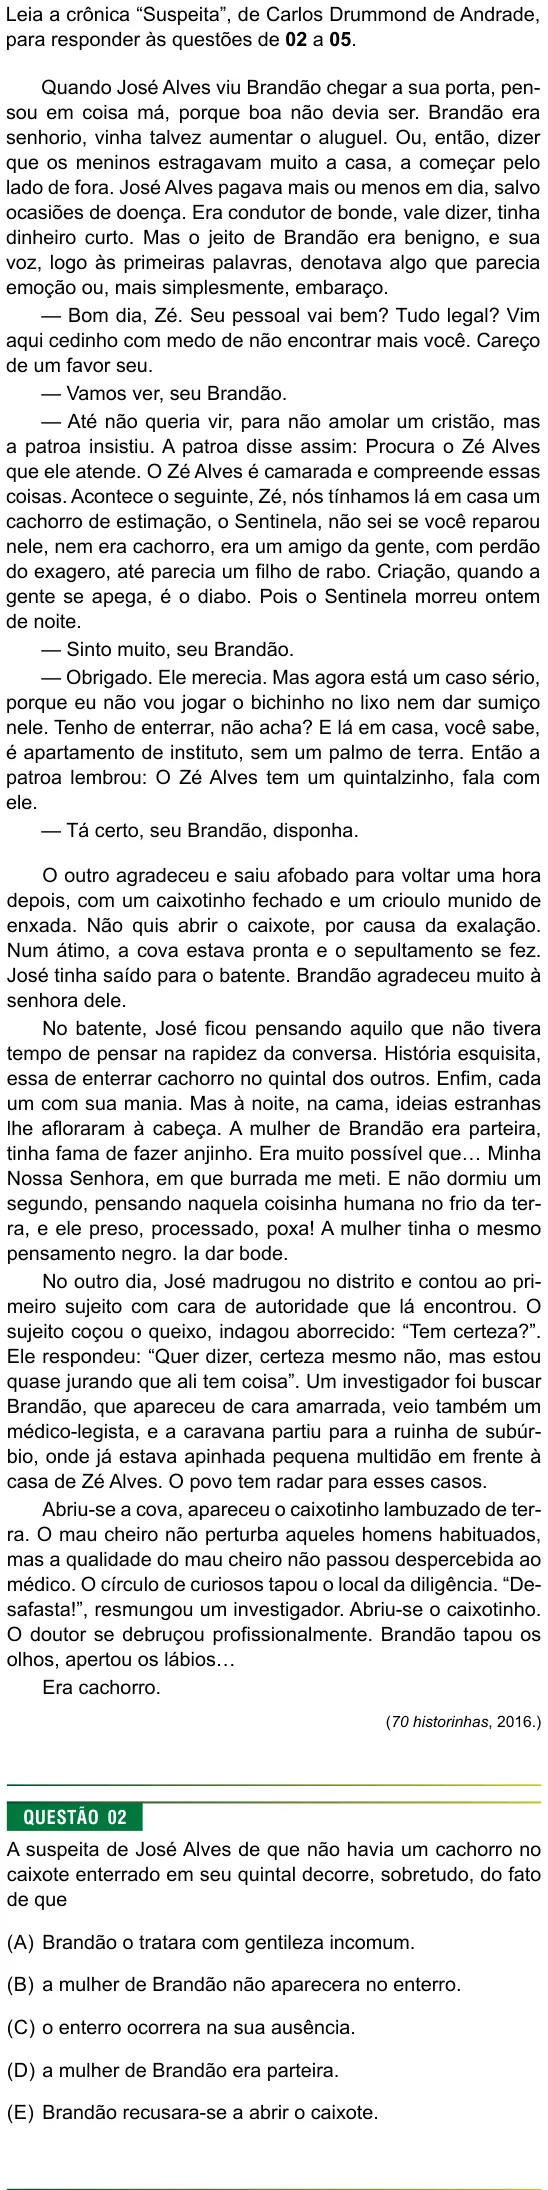 Leia a crônica “Suspeita”, de Carlos Drummond de Andrade,
para responder às questões de 02 a 05.
Quando José Alves viu Brandão chegar a sua porta, pen-
sou em coisa má, porque boa não devia ser. Brandão era
senhorio, vinha talvez aumentar o aluguel. Ou, então, dizer
que os meninos estragavam muito a casa, a começar pelo
lado de fora. José Alves pagava mais ou menos em dia, salvo
ocasiões de doença. Era condutor de bonde, vale dizer, tinha
dinheiro curto. Mas o jeito de Brandão era benigno, e sua
voz, logo às primeiras palavras, denotava algo que parecia
emoção ou, mais simplesmente, embaraço.
— Bom dia, Zé. Seu pessoal vai bem? Tudo legal? Vim
aqui cedinho com medo de não encontrar mais você. Careço
de um favor seu.
— Vamos ver, seu Brandão.
— Até não queria vir, para não amolar um cristão, mas
a patroa insistiu. A patroa disse assim: Procura o Zé Alves
que ele atende. O Zé Alves é camarada e compreende essas
coisas. Acontece o seguinte, Zé, nós tínhamos lá em casa um
cachorro de estimação, o Sentinela, não sei se você reparou
nele, nem era cachorro, era um amigo da gente, com perdão
do exagero, até parecia um filho de rabo. Criação, quando a
gente se apega, é o diabo. Pois o Sentinela morreu ontem
de noite.
— Sinto muito, seu Brandão.
— Obrigado. Ele merecia. Mas agora está um caso sério,
porque eu não vou jogar o bichinho no lixo nem dar sumiço
nele. Tenho de enterrar, não acha? E lá em casa, você sabe,
é apartamento de instituto, sem um palmo de terra. Então a
patroa lembrou: O Zé Alves tem um quintalzinho, fala com
ele.
— Tá certo, seu Brandão, disponha.
O outro agradeceu e saiu afobado para voltar uma hora
depois, com um caixotinho fechado e um crioulo munido de
enxada. Não quis abrir o caixote, por causa da exalação.
Num átimo, a cova estava pronta e o sepultamento se fez.
José tinha saído para o batente. Brandão agradeceu muito à
senhora dele.
No batente, José ficou pensando aquilo que não tivera
tempo de pensar na rapidez da conversa. História esquisita,
essa de enterrar cachorro no quintal dos outros. Enfim, cada
um com sua mania. Mas à noite, na cama, ideias estranhas
lhe afloraram à cabeça. A mulher de Brandão era parteira,
tinha fama de fazer anjinho. Era muito possível que… Minha
Nossa Senhora, em que burrada me meti. E não dormiu um
segundo, pensando naquela coisinha humana no frio da ter-
ra, e ele preso, processado, poxa! A mulher tinha o mesmo
pensamento negro. Ia dar bode.
No outro dia, José madrugou no distrito e contou ao pri-
meiro sujeito com cara de autoridade que lá encontrou. O
sujeito coçou o queixo, indagou aborrecido: “Tem certeza?”.
Ele respondeu: “Quer dizer, certeza mesmo não, mas estou
quase jurando que ali tem coisa”. Um investigador foi buscar
Brandão, que apareceu de cara amarrada, veio também um
médico-legista, e a caravana partiu para a ruinha de subúr-
bio, onde já estava apinhada pequena multidão em frente à
casa de Zé Alves. O povo tem radar para esses casos.
Abriu-se a cova, apareceu o caixotinho lambuzado de ter-
ra. O mau cheiro não perturba aqueles homens habituados,
mas a qualidade do mau cheiro não passou despercebida ao
médico. O círculo de curiosos tapou o local da diligência. “De-
safasta!”, resmungou um investigador. Abriu-se o caixotinho.
O doutor se debruçou profissionalmente. Brandão tapou os
olhos, apertou os lábios…
Era cachorro.
(70 historinhas, 2016.)
QUESTÃO 02
A suspeita de José Alves de que não havia um cachorro no
caixote enterrado em seu quintal decorre, sobretudo, do fato
de que
(A) Brandão o tratara com gentileza incomum.
(B) a mulher de Brandão não aparecera no enterro.
(C) o enterro ocorrera na sua ausência.
(D) a mulher de Brandão era parteira.
(E) Brandão recusara-se a abrir o caixote.